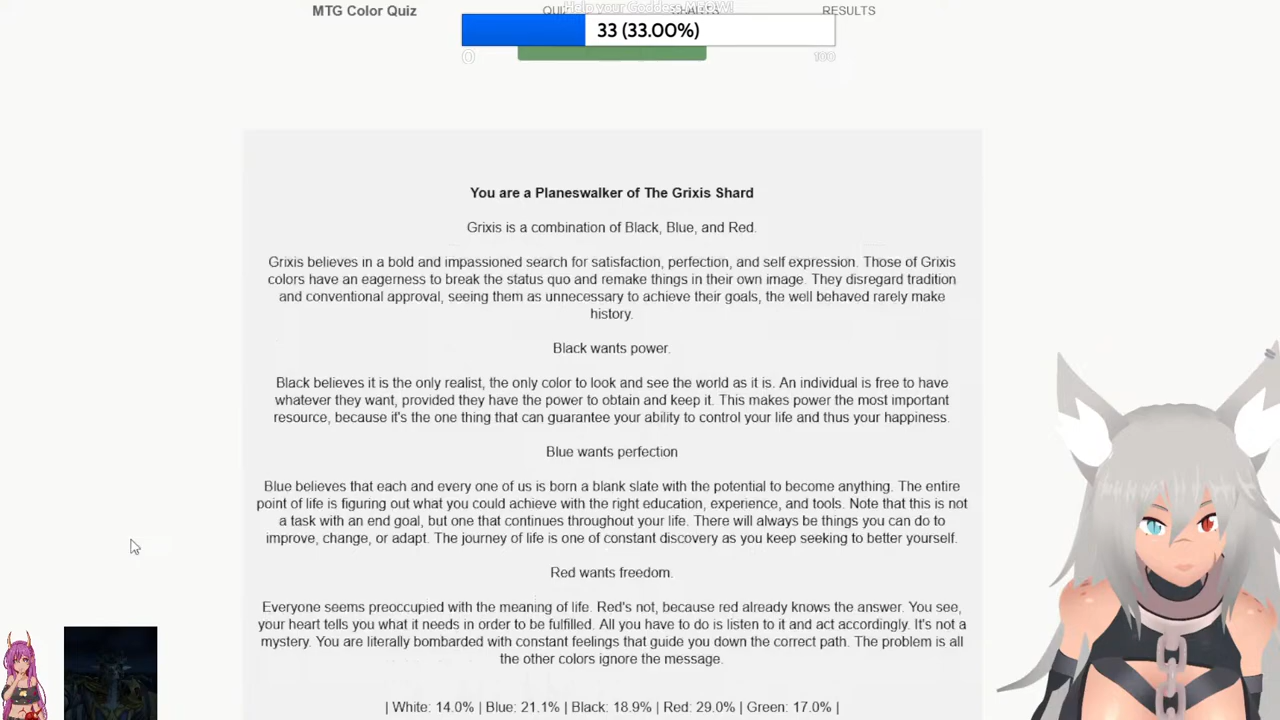 MTG Color Quiz
RESULTS
Help your Goddess
33 (33.00%)
0
100
You are a Planeswalker of The Grixis Shard
Grixis is a combination of Black, Blue, and Red.
Grixis believes in a bold and impassioned search for satisfaction, perfection, and self expression. Those of Grixis
colors have an eagerness to break the status quo and remake things in their own image. They disregard tradition
and conventional approval, seeing them as unnecessary to achieve their goals, the well behaved rarely make
history.
Black wants power.
Black believes it is the only realist, the only color to look and see the world as it is. An individual is free to have
whatever they want, provided they have the power to obtain and keep it. This makes power the most important
resource, because it's the one thing that can guarantee your ability to control your life and thus your happiness.
Blue wants perfection
Blue believes that each and every one of us is born a blank slate with the potential to become anything. The entire
point of life is figuring out what you could achieve with the right education, experience, and tools. Note that this is not
a task with an end goal, but one that continues throughout your life. There will always be things you can do to
improve, change, or adapt. The journey of life is one of constant discovery as you keep seeking to better yourself.
Red wants freedom.
Everyone seems preoccupied with the meaning of life. Red's not, because red already knows the answer. You see,
your heart tells you what it needs in order to be fulfilled. All you have to do is listen to it and act accordingly. It's not a
mystery. You are literally bombarded with constant feelings that guide you down the correct path. The problem is all
the other colors ignore the message.
| White: 14.0% | Blue: 21.1% | Black: 18.9% | Red: 29.0% | Green: 17.0% |